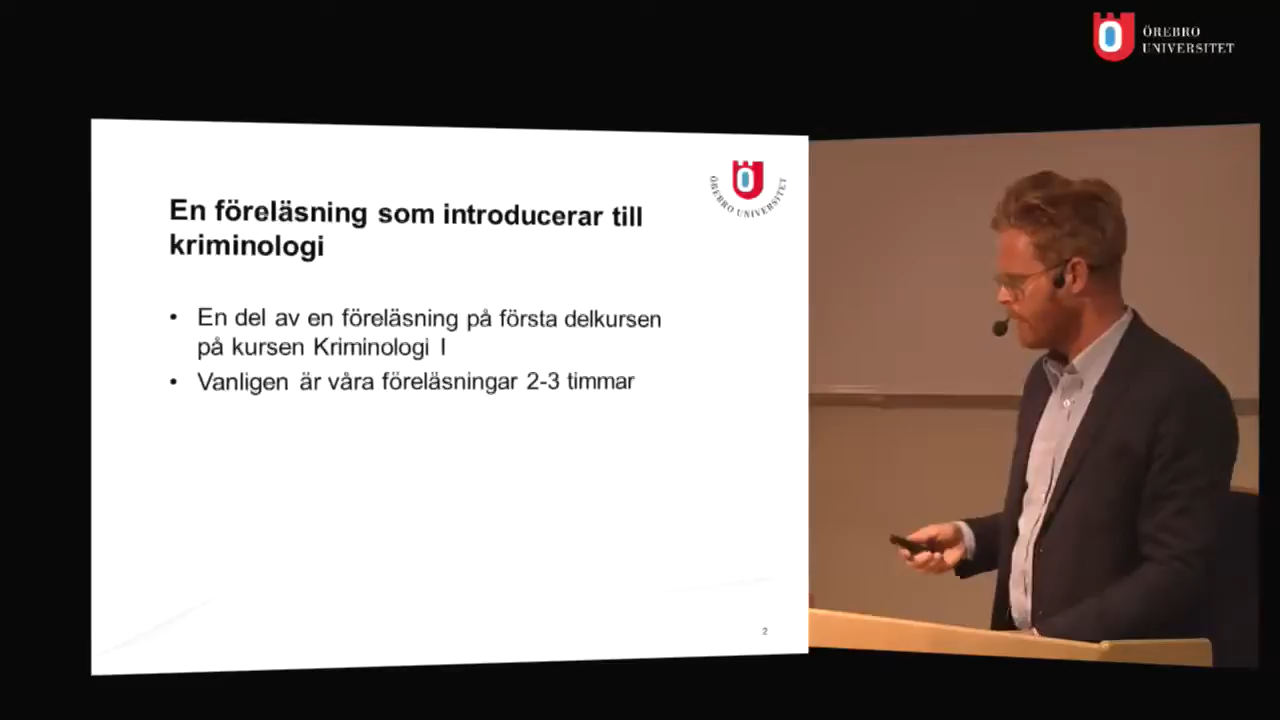 ÖREBRO
UNIVERSITET
ÖREBRO UNIVERSITET
En föreläsning som introducerar till
kriminologi
• En del av en föreläsning på första delkursen
på kursen Kriminologi I
• Vanligen är våra föreläsningar 2-3 timmar
2